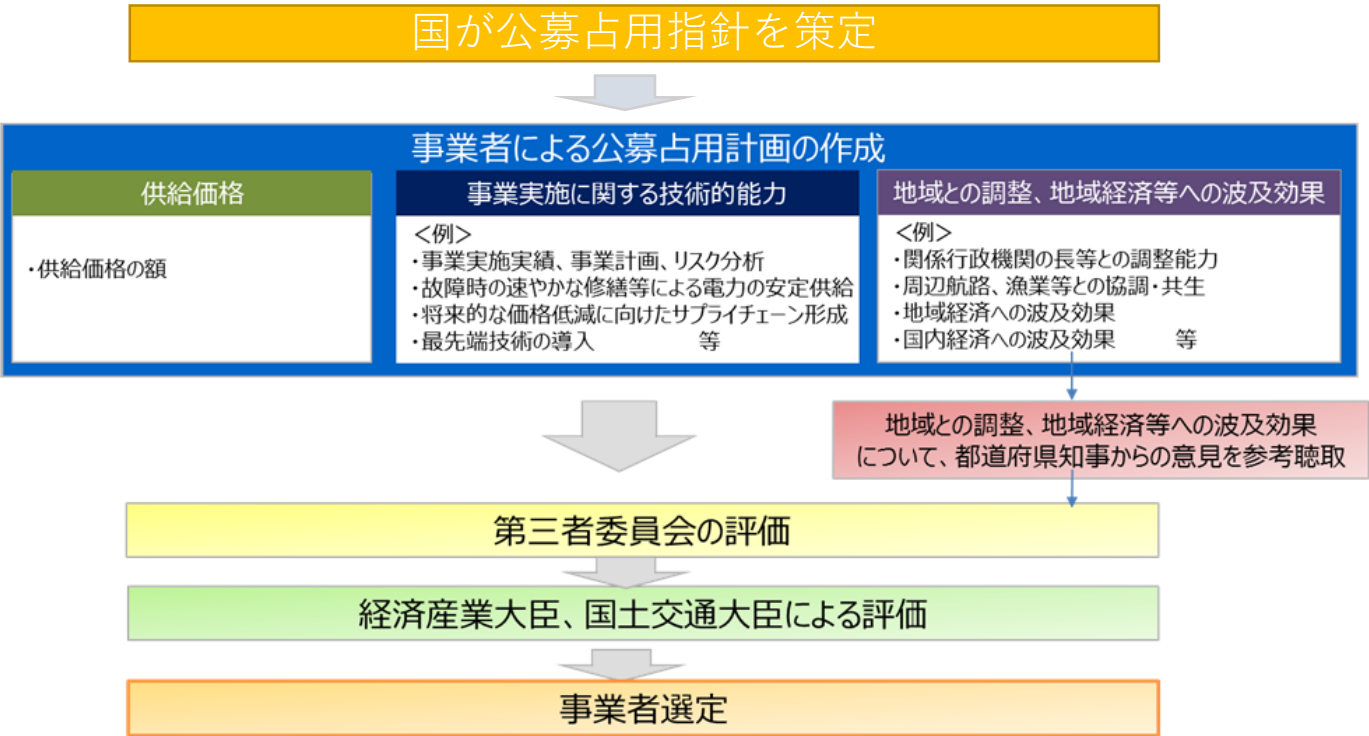 国が公募占用指針を策定
事業者による公募占用計画の作成
供給価格
・供給価格の額
事業実施に関する技術的能力
＜例＞
・事業実施実績、事業計画、リスク分析
・故障時の速やかな修繕等による電力の安定供給
・将来的な価格低減に向けたサプライチェーン形成
・最先端技術の導入　　　　　等
地域との調整、地域経済等への波及効果
＜例＞
・関係行政機関の長等との調整能力
・周辺航路、漁業等との協調・共生
・地域経済への波及効果
・国内経済への波及効果　　　等
地域との調整、地域経済等への波及効果
について、都道府県知事からの意見を参考聴取
第三者委員会の評価
経済産業大臣、国土交通大臣による評価
事業者選定